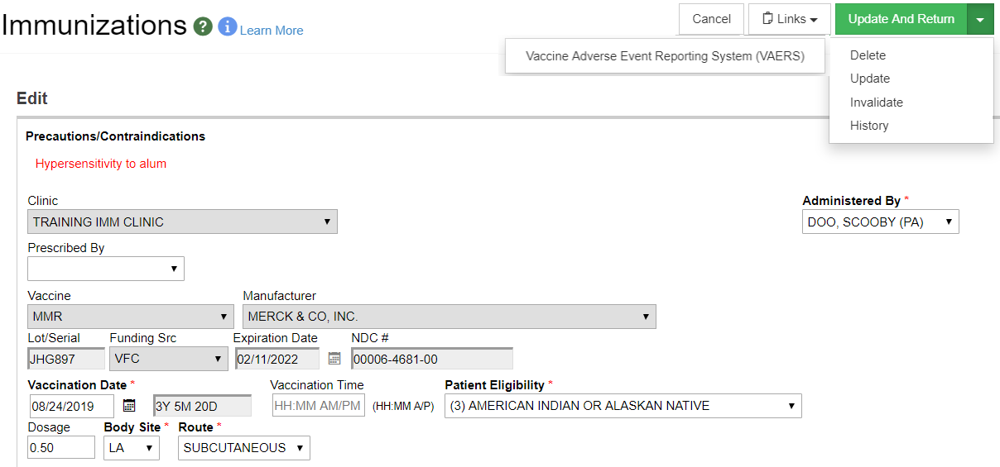 Immunizations ? i Learn More
Cancel Links Update And Return
Vaccine Adverse Event Reporting System (VAERS)
Delete
Update
Invalidate
History
Edit
Precautions/Contraindications
Hypersensitivity to alum
Clinic Administered By *
TRAINING IMM CLINIC DOO, SCOOBY (PA)
Prescribed By
Vaccine Manufacturer
MMR MERCK & CO, INC.
Lot/Serial Funding Src Expiration Date NDC #
JHG897 VFC 02/11/2022 00006-4681-00
Vaccination Date * Vaccination Time Patient Eligibility *
08/24/2019 3Y 5M 20D HH:MM AM/PM (HH:MM A/P) (3) AMERICAN INDIAN OR ALASKAN NATIVE
Dosage Body Site * Route *
0.50 LA SUBCUTANEOUS